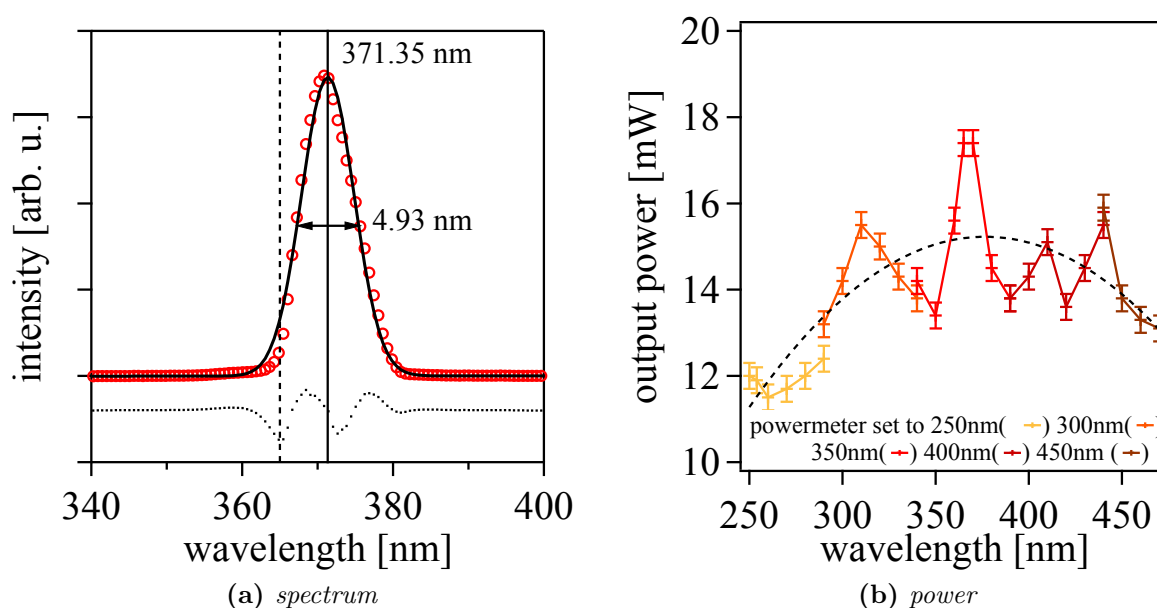 intensity [arb. u.]
371.35 nm
4.93 nm
340 360 380 400
wavelength [nm]
(a) spectrum
output power [mW]
20
18
16
14
12
10
powermeter set to 250nm( ) 300nm( )
350nm( ) 400nm( ) 450nm ( )
250 300 350 400 450
wavelength [nm]
(b) power